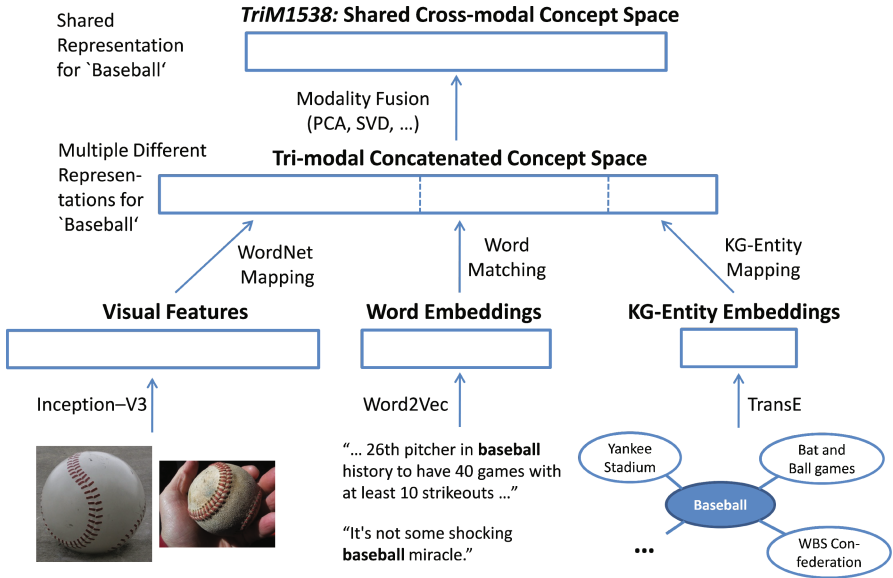 TriM1538: Shared Cross-modal Concept Space
Shared
Representation
for `Baseball‘
Modality Fusion
(PCA, SVD, …)
Multiple Different
Represen-
tations for
`Baseball‘
Tri-modal Concatenated Concept Space
WordNet
Mapping
Word
Matching
KG-Entity
Mapping
Visual Features
Word Embeddings
KG-Entity Embeddings
Inception–V3
Word2Vec
TransE
“… 26th pitcher in baseball
history to have 40 games with
at least 10 strikeouts …”
“It's not some shocking
baseball miracle.”
Yankee
Stadium
Bat and
Ball games
Baseball
...
WBS Con-
federation